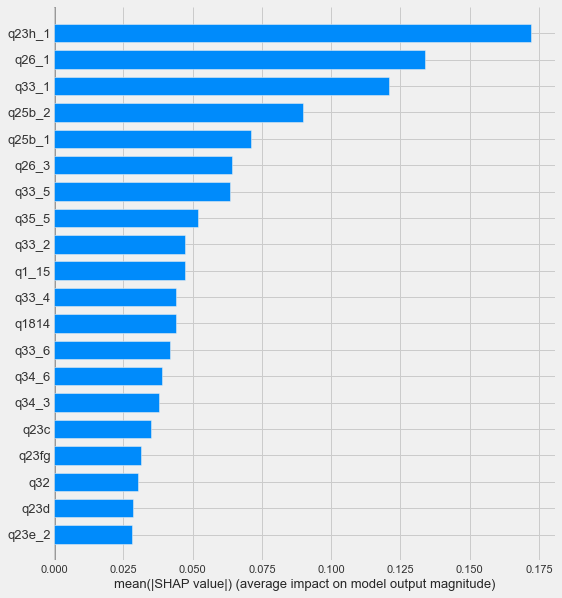 q23h_1
q26_1
q33_1
q25b_2
q25b_1
q26_3
q33_5
q35_5
q33_2
q1_15
q33_4
q1814
q33_6
q34_6
q34_3
q23c
q23fg
q32
q23d
q23e_2
0.000 0.025 0.050 0.075 0.100 0.125 0.150 0.175
mean(|SHAP value|) (average impact on model output magnitude)